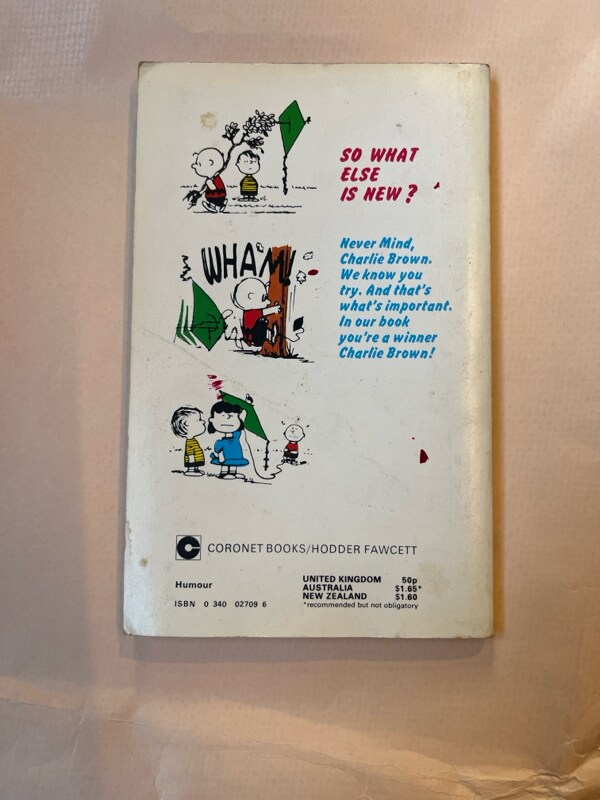 SO WHAT
ELSE
IS NEW?
Never Mind,
Charlie Brown.
We know you
try. And that's
what's important.
In our book
you're a winner
Charlie Brown!
WHAM!
C CORONET BOOKS/HODDER FAWCETT
Humour
UNITED KINGDOM 50p
AUSTRALIA $1.65*
NEW ZEALAND $1.60
*recommended but not obligatory
ISBN 0 340 02709 6